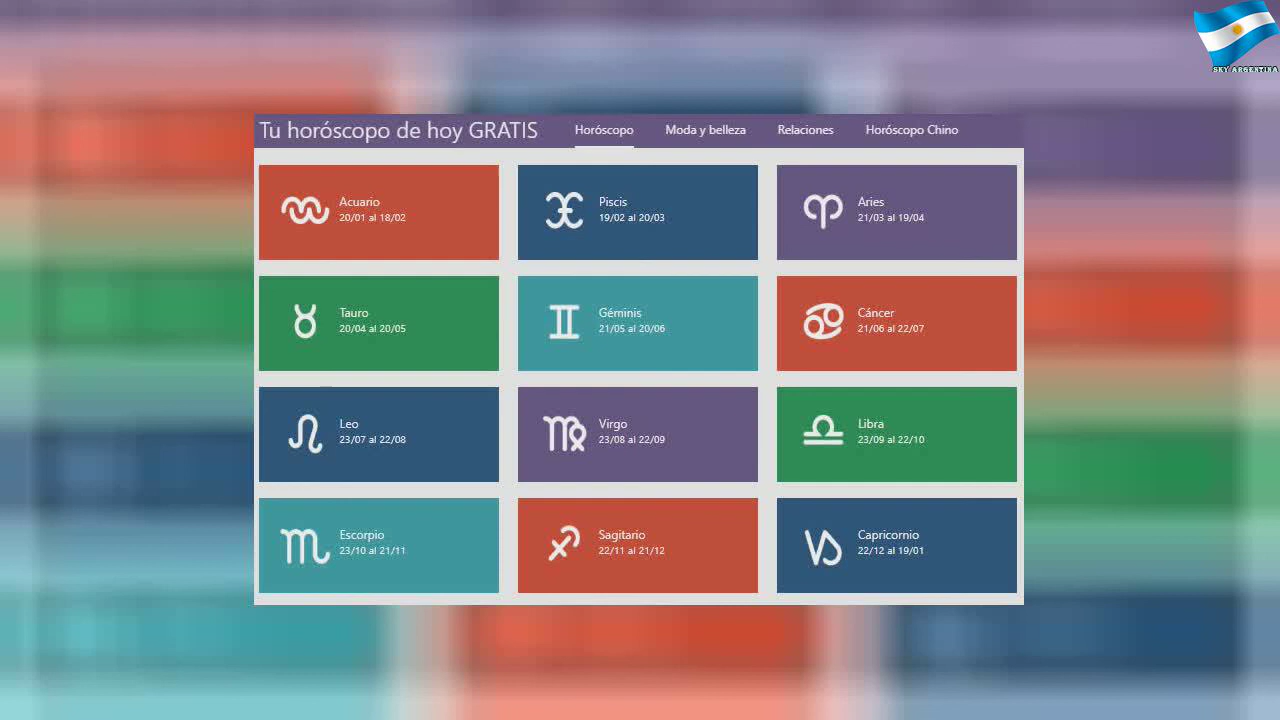 SKY ARGENTINA
Tu horóscopo de hoy GRATIS
Horóscopo
Moda y belleza
Relaciones
Horóscopo Chino
Acuario
20/01 al 18/02
Piscis
19/02 al 20/03
Aries
21/03 al 19/04
Tauro
20/04 al 20/05
Géminis
21/05 al 20/06
Cáncer
21/06 al 22/07
Leo
23/07 al 22/08
Virgo
23/08 al 22/09
Libra
23/09 al 22/10
Escorpio
23/10 al 21/11
Sagitario
22/11 al 21/12
Capricornio
22/12 al 19/01